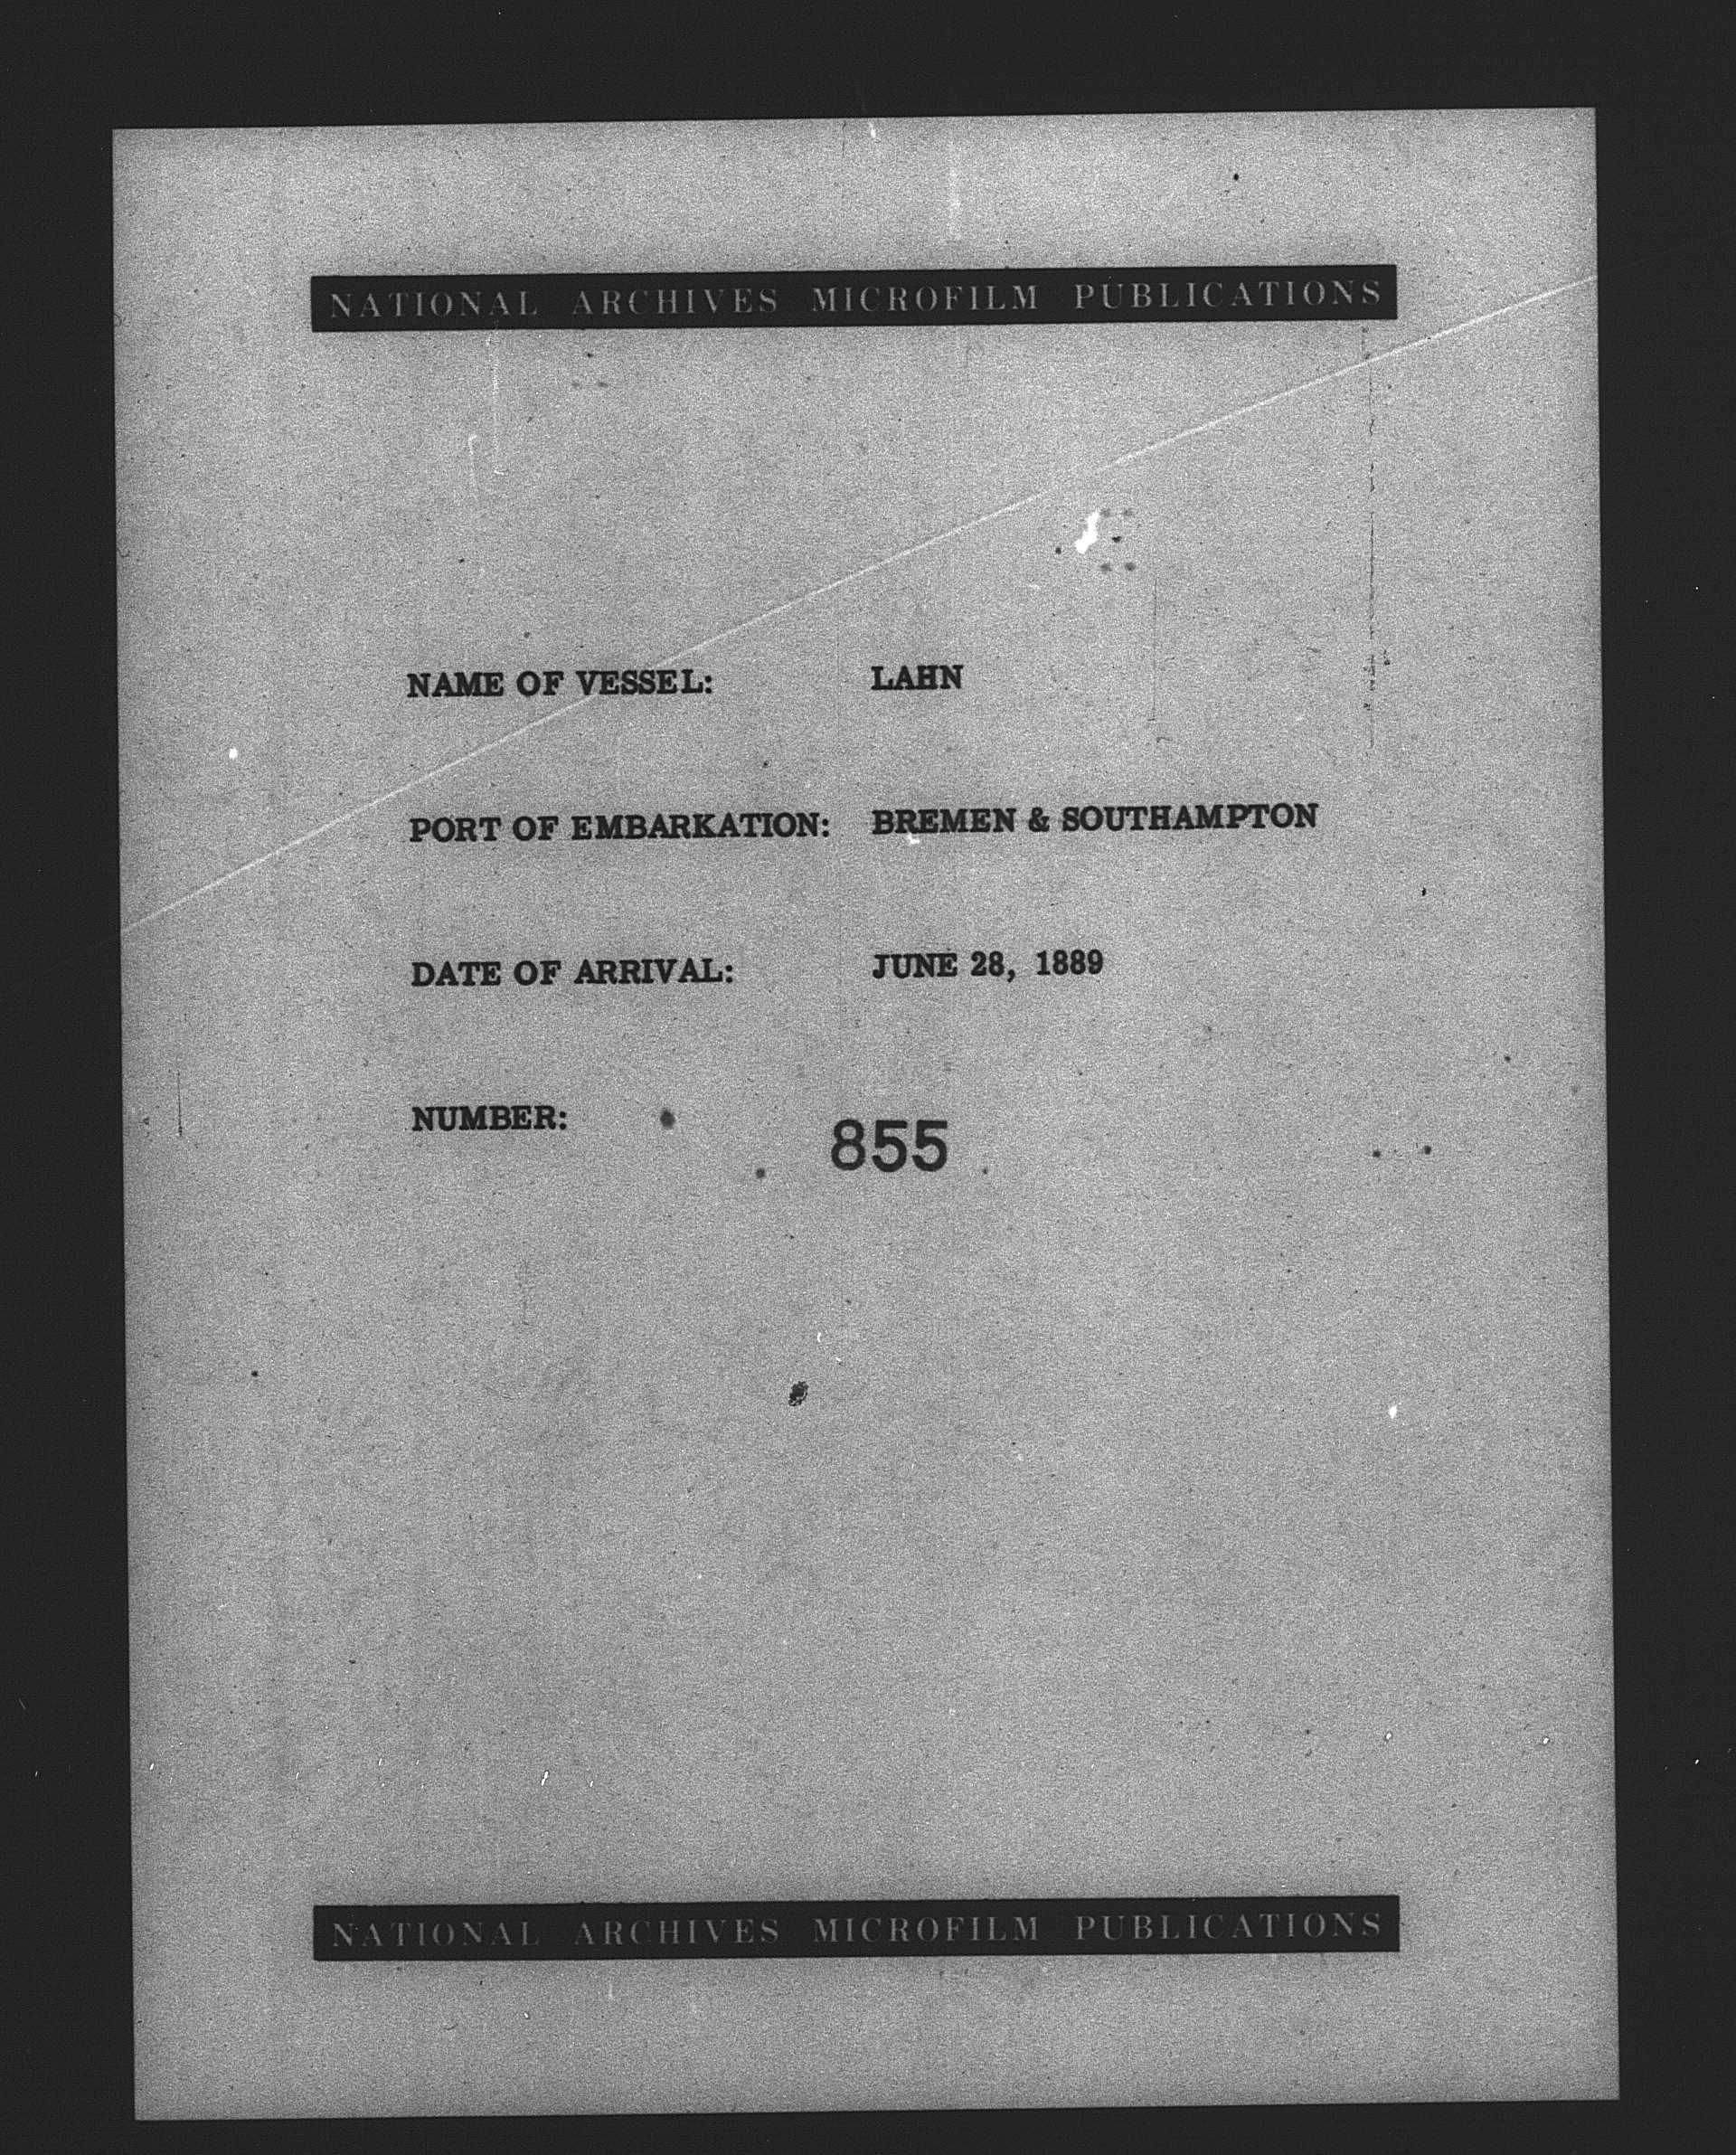 NATIONAL ARCHIVES MICROFILM PUBLICATIONS
NAME OF VESSEL: LAHN
PORT OF EMBARKATION: BREMEN & SOUTHAMPTON
DATE OF ARRIVAL: JUNE 28, 1889
NUMBER: 855
NATIONAL ARCHIVES MICROFILM PUBLICATIONS